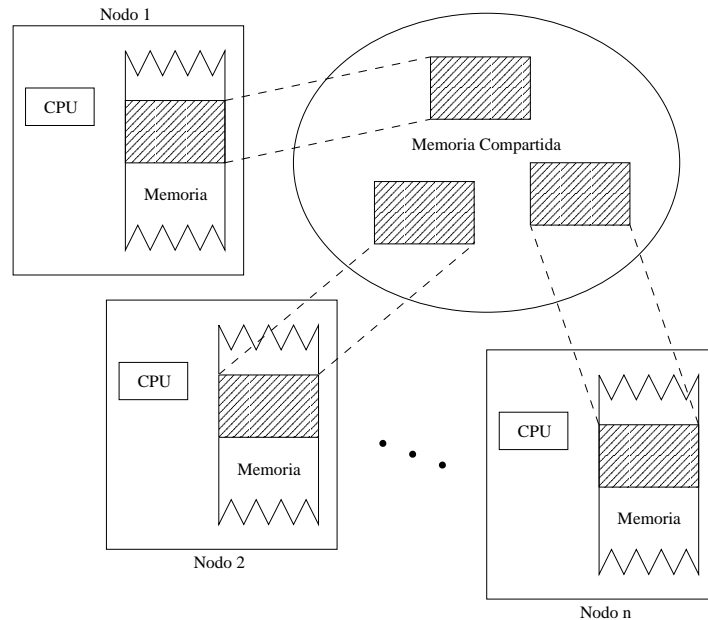 Nodo 1
CPU
Memoria
Memoria Compartida
CPU
Memoria
Nodo 2
CPU
Memoria
Nodo n